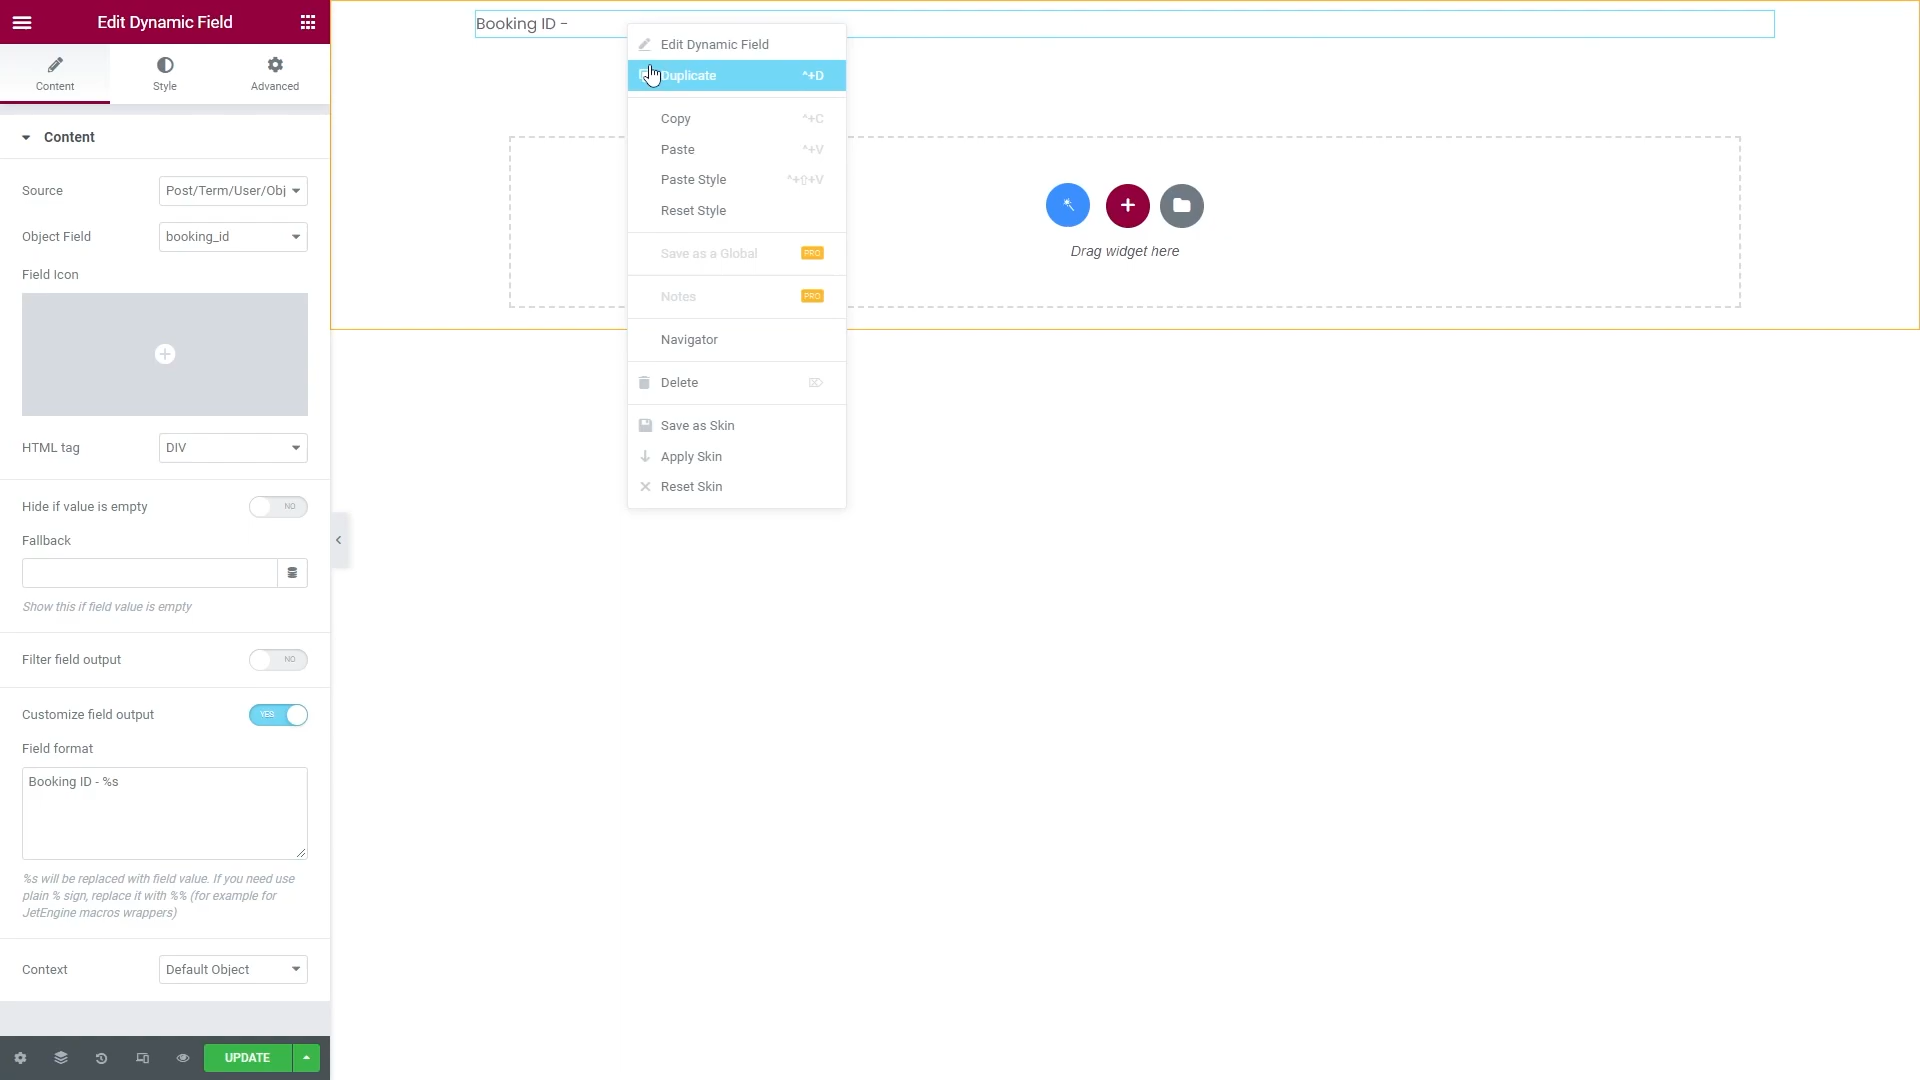 Edit Dynamic Field
Content
Style
Advanced
Content
Source
Post/Term/User/Obj
Object Field
booking_id
Field Icon
HTML tag
DIV
Hide if value is empty
NO
Fallback
Show this if field value is empty
Filter field output
NO
Customize field output
YES
Field format
Booking ID - %s
%s will be replaced with field value. If you need use
plain % sign, replace it with %% (for example for
JetEngine macros wrappers)
Context
Default Object
UPDATE
Booking ID -
Edit Dynamic Field
Duplicate ^+D
Copy ^+C
Paste ^+V
Paste Style ^+⇧+V
Reset Style
Save as a Global PRO
Notes PRO
Navigator
Delete ⌦
Save as Skin
Apply Skin
Reset Skin
Drag widget here